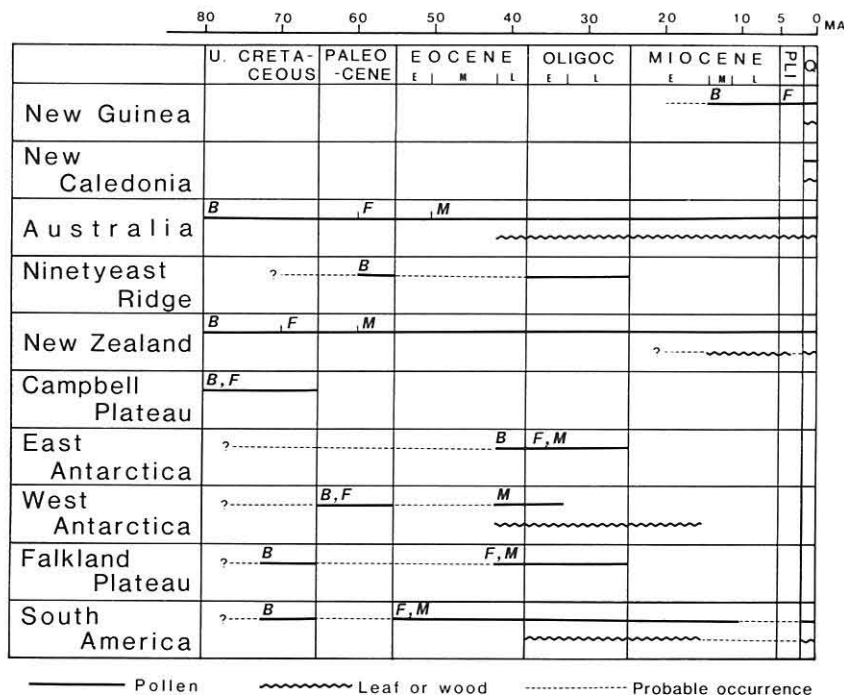 80 70 60 50 40 30 20 10 5 0 MA
U. CRETA- PALEO EOCENE OLIGOC MIOCENE PLI Q
CEOUS -CENE E M L E L E M L
B F
New Guinea
New
Caledonia
B F M
Australia
B
Ninetyeast ?
Ridge
B F M
New Zealand ?
B,F
Campbell
Plateau
B F,M
East ?
Antarctica
B,F M
West ?
Antarctica
B F,M
Falkland ?
Plateau
B F,M
South ?
America
Pollen Leaf or wood Probable occurrence